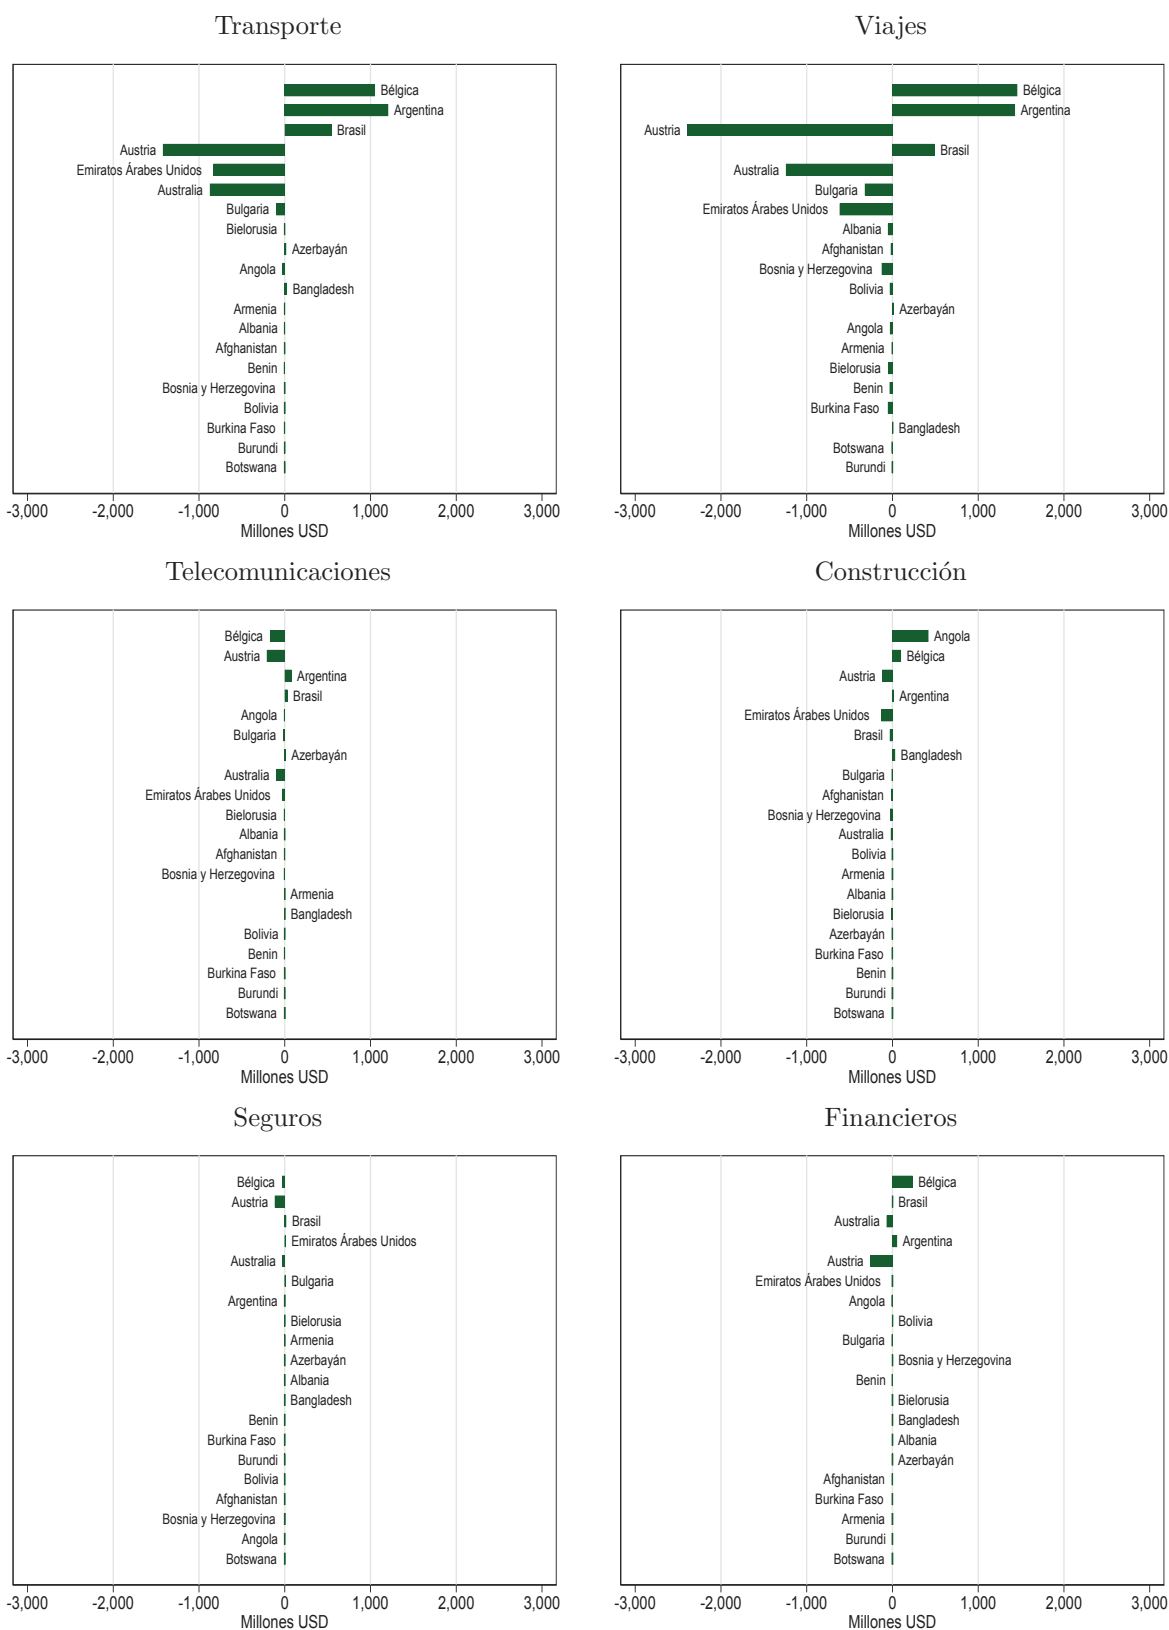 Transporte
Bélgica
Argentina
Brasil
Austria
Emiratos Árabes Unidos
Australia
Bulgaria
Bielorusia
Azerbayán
Angola
Bangladesh
Armenia
Albania
Afghanistan
Benin
Bosnia y Herzegovina
Bolivia
Burkina Faso
Burundi
Botswana
-3,000 -2,000 -1,000 0 1,000 2,000 3,000
Millones USD
Viajes
Bélgica
Argentina
Austria
Brasil
Australia
Bulgaria
Emiratos Árabes Unidos
Albania
Afghanistan
Bosnia y Herzegovina
Bolivia
Azerbayán
Angola
Armenia
Bielorusia
Benin
Burkina Faso
Bangladesh
Botswana
Burundi
-3,000 -2,000 -1,000 0 1,000 2,000 3,000
Millones USD
Telecomunicaciones
Bélgica
Austria
Argentina
Brasil
Angola
Bulgaria
Azerbayán
Australia
Emiratos Árabes Unidos
Bielorusia
Albania
Afghanistan
Bosnia y Herzegovina
Armenia
Bangladesh
Bolivia
Benin
Burkina Faso
Burundi
Botswana
-3,000 -2,000 -1,000 0 1,000 2,000 3,000
Millones USD
Construcción
Angola
Bélgica
Austria
Argentina
Emiratos Árabes Unidos
Brasil
Bangladesh
Bulgaria
Afghanistan
Bosnia y Herzegovina
Australia
Bolivia
Armenia
Albania
Bielorusia
Azerbayán
Burkina Faso
Benin
Burundi
Botswana
-3,000 -2,000 -1,000 0 1,000 2,000 3,000
Millones USD
Seguros
Bélgica
Austria
Brasil
Emiratos Árabes Unidos
Australia
Bulgaria
Argentina
Bielorusia
Armenia
Azerbayán
Albania
Bangladesh
Benin
Burkina Faso
Burundi
Bolivia
Afghanistan
Bosnia y Herzegovina
Angola
Botswana
-3,000 -2,000 -1,000 0 1,000 2,000 3,000
Millones USD
Financieros
Bélgica
Brasil
Australia
Argentina
Austria
Emiratos Árabes Unidos
Angola
Bolivia
Bulgaria
Bosnia y Herzegovina
Benin
Bielorusia
Bangladesh
Albania
Azerbayán
Afghanistan
Burkina Faso
Armenia
Burundi
Botswana
-3,000 -2,000 -1,000 0 1,000 2,000 3,000
Millones USD